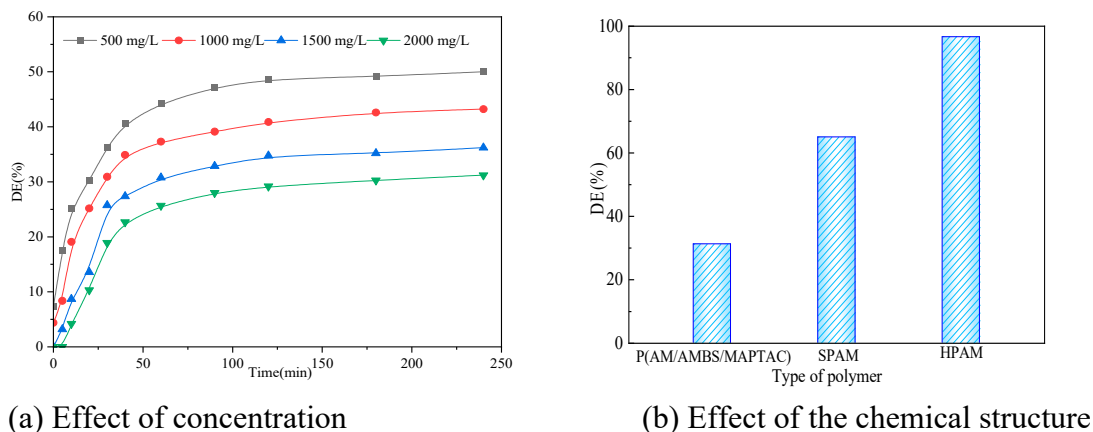 60
50
40
30
20
10
0
DE(%)
500 mg/L 1000 mg/L 1500 mg/L 2000 mg/L
0 50 100 150 200 250
Time(min)
(a) Effect of concentration
100
80
60
40
20
0
DE(%)
P(AM/AMBS/MAPTAC) SPAM HPAM
Type of polymer
(b) Effect of the chemical structure